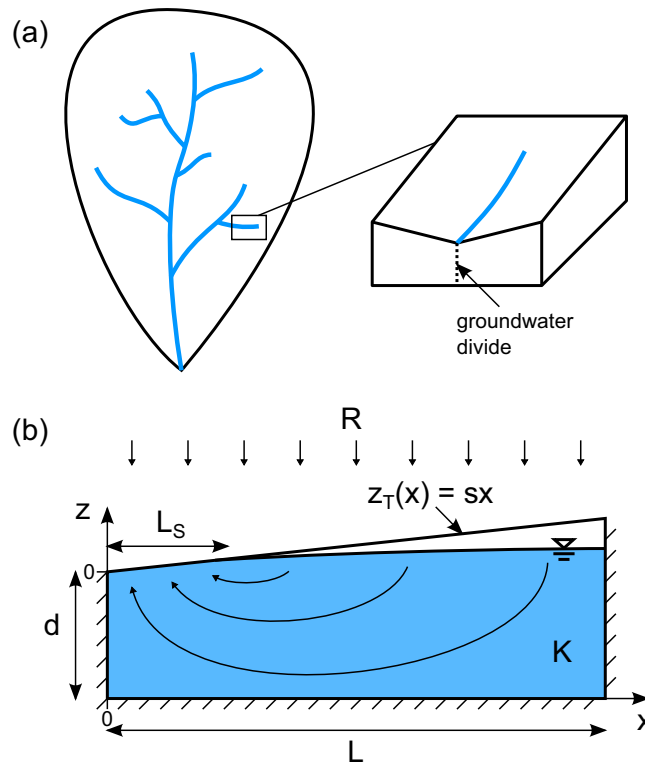 (a)
groundwater
divide
(b)
R
z_T(x) = sx
z
L_S
0
d
K
0
x
L